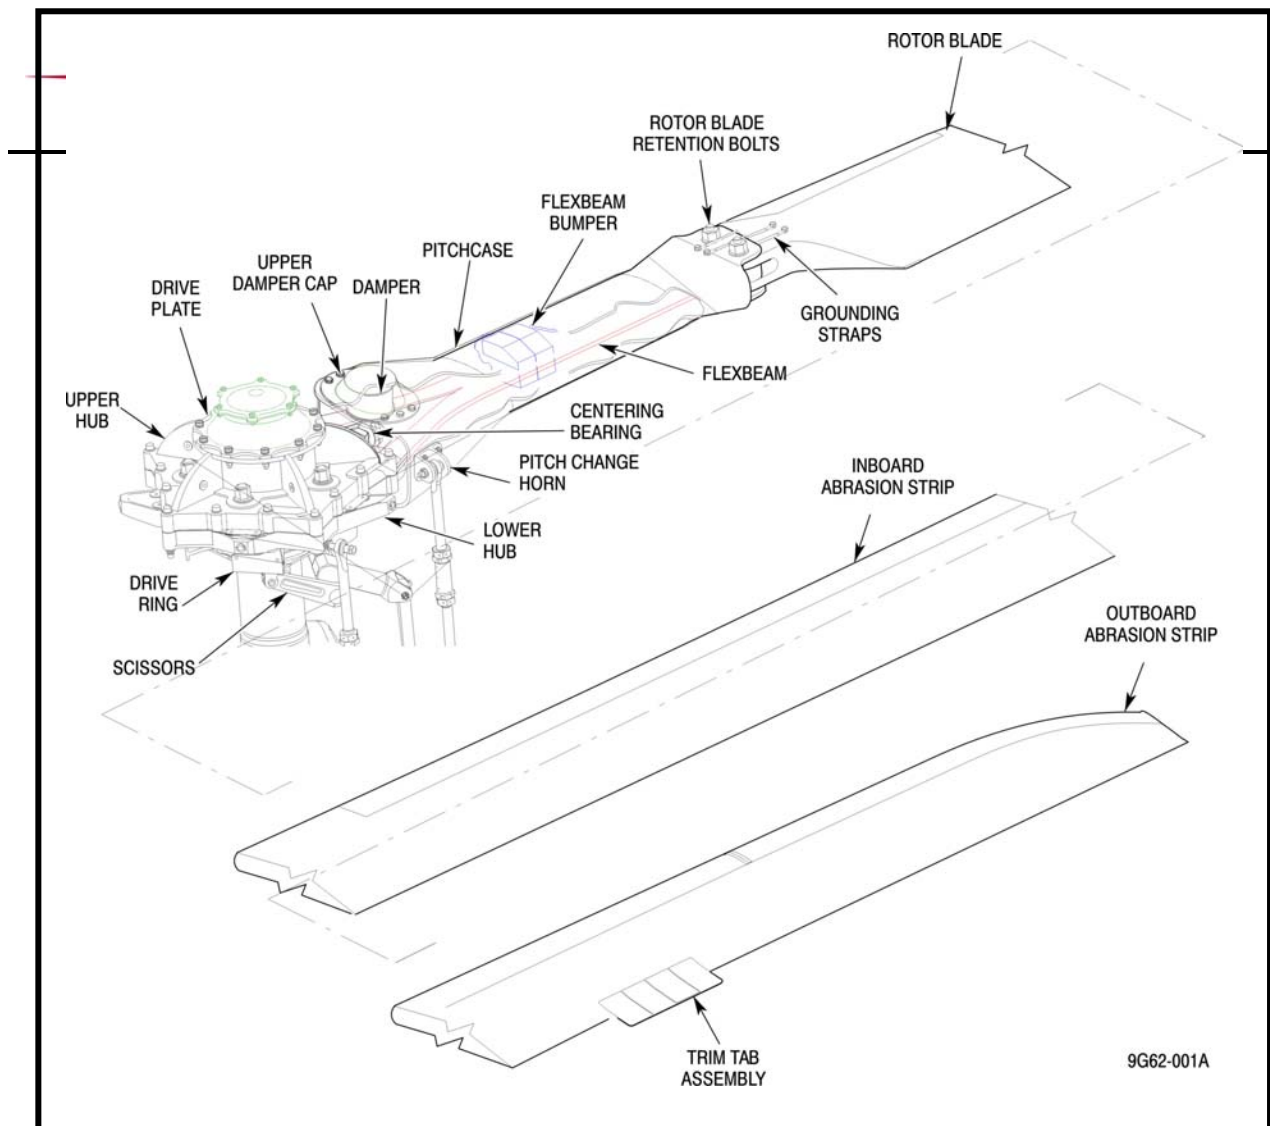 ROTOR BLADE
ROTOR BLADE
RETENTION BOLTS
FLEXBEAM
BUMPER
PITCHCASE
UPPER
DAMPER CAP
DAMPER
DRIVE
PLATE
GROUNDING
STRAPS
FLEXBEAM
UPPER
HUB
CENTERING
BEARING
PITCH CHANGE
HORN
INBOARD
ABRASION STRIP
LOWER
HUB
DRIVE
RING
OUTBOARD
ABRASION STRIP
SCISSORS
TRIM TAB
ASSEMBLY
9G62-001A